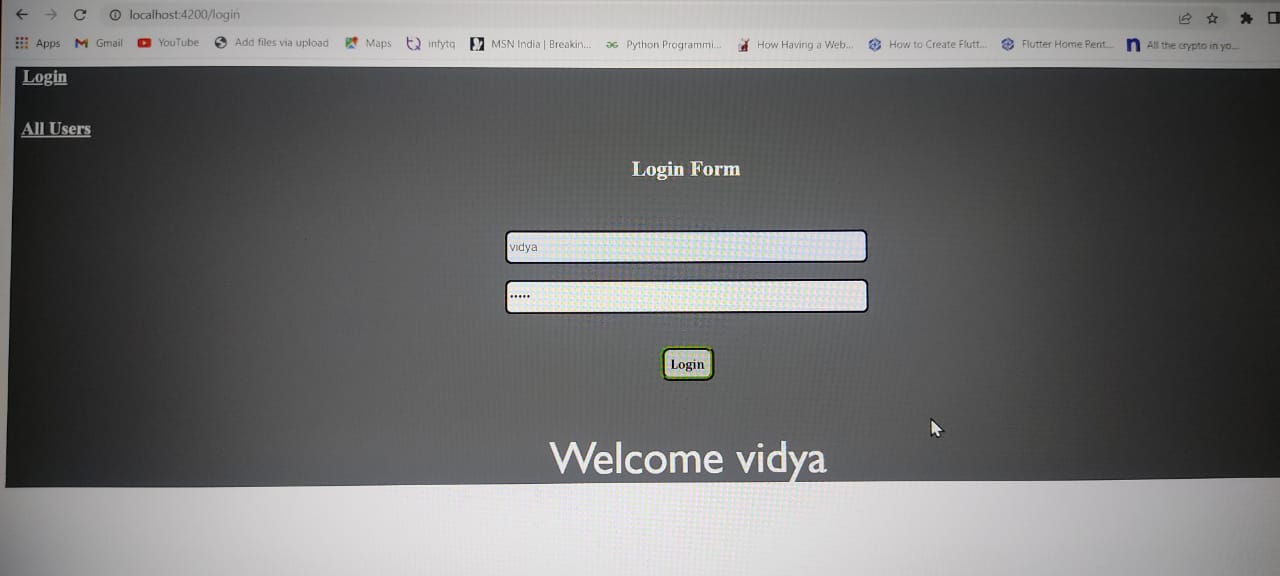 localhost:4200/login
Apps Gmail YouTube Add files via upload Maps infytq MSN India | Breakin... Python Programmi... How Having a Web... How to Create Flutt... Flutter Home Rent... All the crypto in yo...
Login
All Users
Login Form
vidya
•••••
Login
Welcome vidya